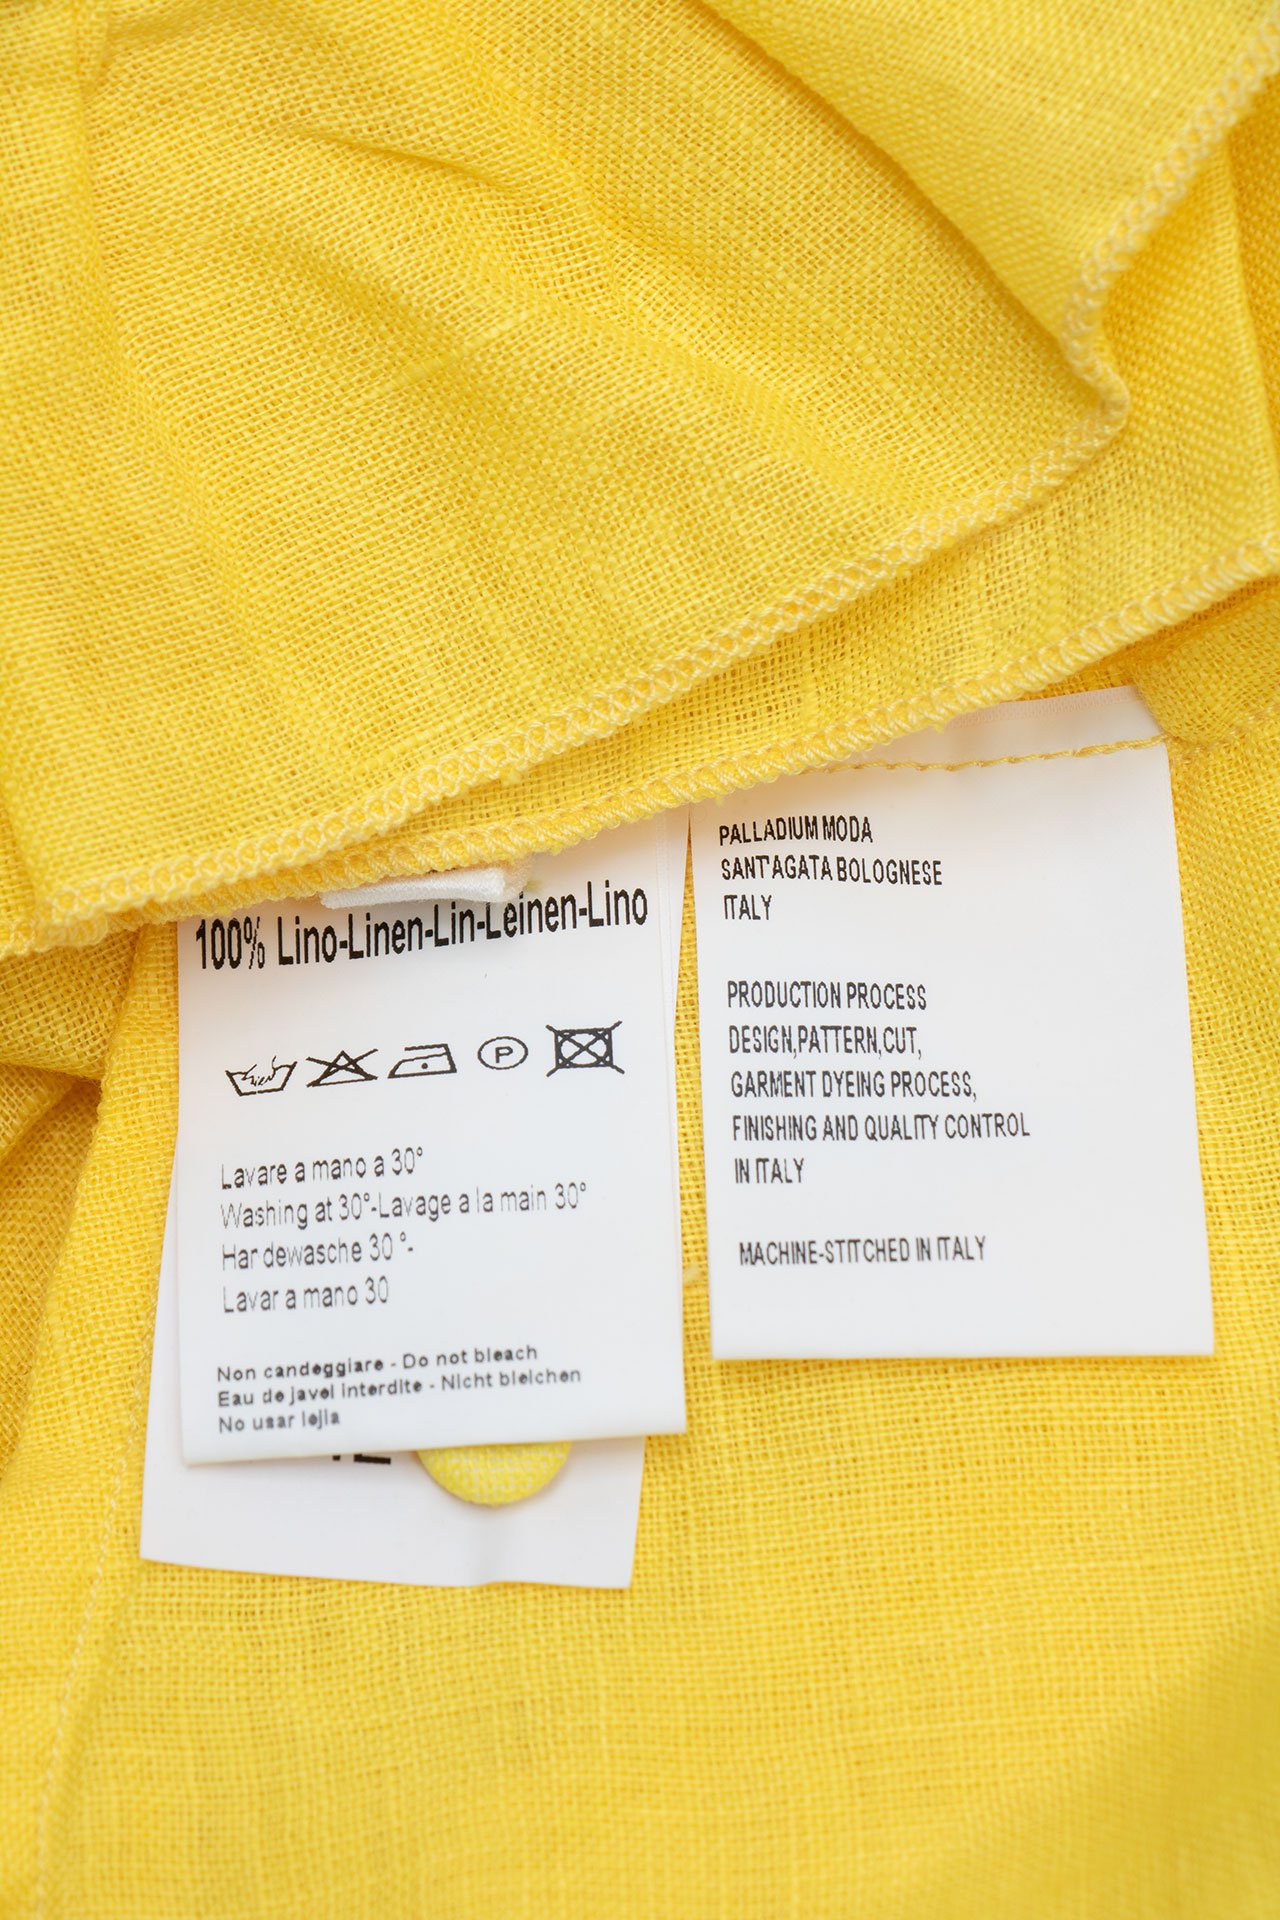 100% Lino-Linen-Lin-Leinen-Lino
P
Lavare a mano a 30°
Washing at 30°-Lavage a la main 30°
Handewasche 30 °-
Lavar a mano 30
Non candeggiare - Do not bleach
Eau de javel interdite - Nicht bleichen
No usar lejia
PALLADIUM MODA
SANT'AGATA BOLOGNESE
ITALY
PRODUCTION PROCESS
DESIGN,PATTERN,CUT,
GARMENT DYEING PROCESS,
FINISHING AND QUALITY CONTROL
IN ITALY
MACHINE-STITCHED IN ITALY